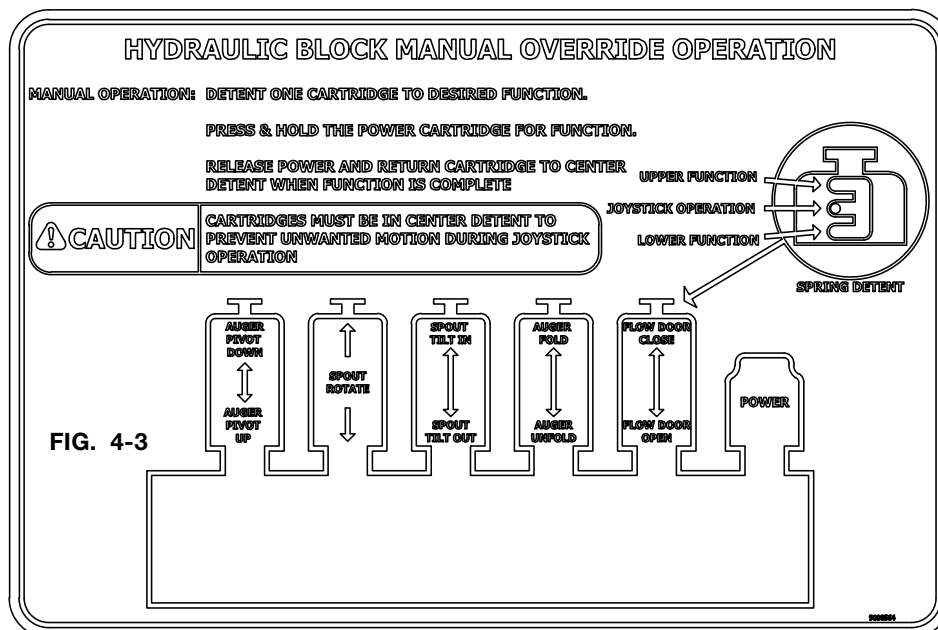 HYDRAULIC BLOCK MANUAL OVERRIDE OPERATION
MANUAL OPERATION: DETENT ONE CARTRIDGE TO DESIRED FUNCTION.
PRESS & HOLD THE POWER CARTRIDGE FOR FUNCTION.
RELEASE POWER AND RETURN CARTRIDGE TO CENTER
DETENT WHEN FUNCTION IS COMPLETE
UPPER FUNCTION
JOYSTICK OPERATION
LOWER FUNCTION
SPRING DETENT
CAUTION
CARTRIDGES MUST BE IN CENTER DETENT TO
PREVENT UNWANTED MOTION DURING JOYSTICK
OPERATION
AUGER
PIVOT
DOWN
AUGER
PIVOT
UP
SPOUT
ROTATE
SPOUT
TILT IN
SPOUT
TILT OUT
AUGER
FOLD
AUGER
UNFOLD
FLOW DOOR
CLOSE
FLOW DOOR
OPEN
POWER
FIG. 4-3